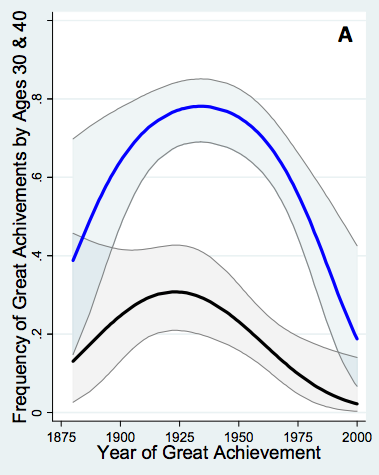 A
Frequency of Great Achivements by Ages 30 & 40
.8
.6
.4
.2
0
1875 1900 1925 1950 1975 2000
Year of Great Achievement